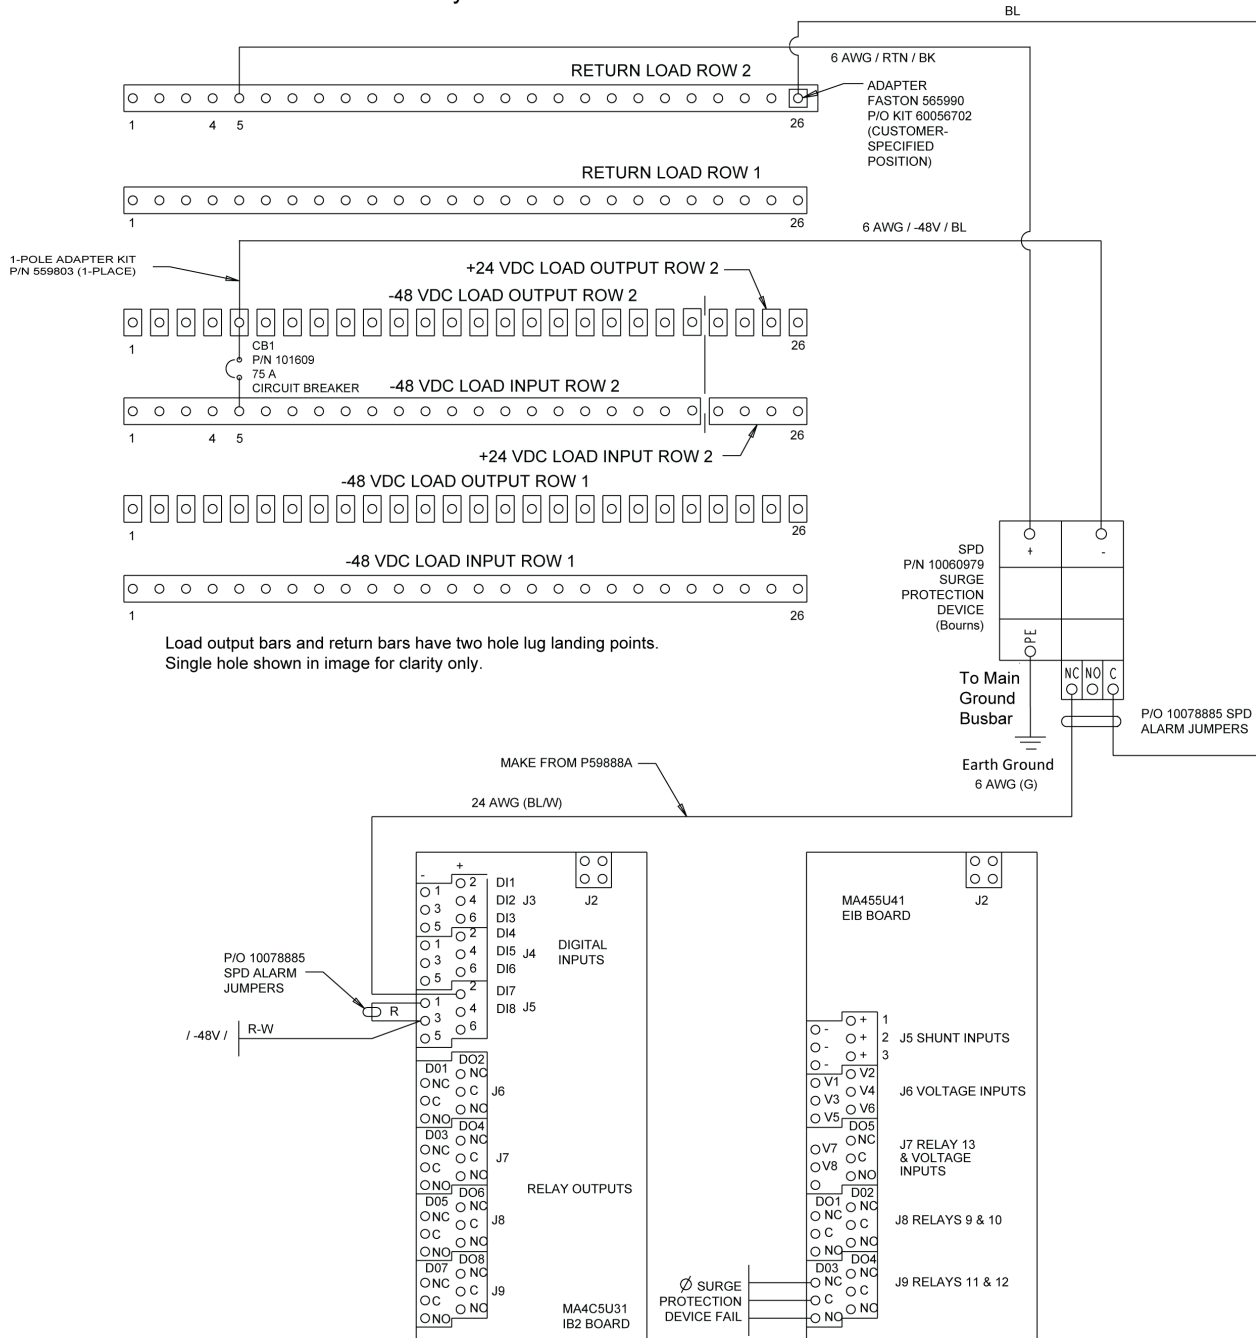 BL
6 AWG / RTN / BK
RETURN LOAD ROW 2
ADAPTER
FASTON 565990
P/O KIT 60056702
(CUSTOMER-
SPECIFIED
POSITION)
1
4
5
26
RETURN LOAD ROW 1
1
26
6 AWG / -48V / BL
1-POLE ADAPTER KIT
P/N 559803 (1-PLACE)
+24 VDC LOAD OUTPUT ROW 2
-48 VDC LOAD OUTPUT ROW 2
1
26
CB1
P/N 101609
75 A
CIRCUIT BREAKER
-48 VDC LOAD INPUT ROW 2
1
4
5
26
+24 VDC LOAD INPUT ROW 2
-48 VDC LOAD OUTPUT ROW 1
1
26
-48 VDC LOAD INPUT ROW 1
1
26
Load output bars and return bars have two hole lug landing points.
Single hole shown in image for clarity only.
SPD
P/N 10060979
SURGE
PROTECTION
DEVICE
(Bourns)
+
-
PE
NC NO C
To Main
Ground
Busbar
Earth Ground
6 AWG (G)
P/O 10078885 SPD
ALARM JUMPERS
MAKE FROM P59888A
24 AWG (BL/W)
- +
1 2 DI1
3 4 DI2 J3
5 6 DI3
1 2 DI4
3 4 DI5 J4
5 6 DI6
1 2 DI7
3 4 DI8 J5
5 6
J2
DIGITAL
INPUTS
P/O 10078885
SPD ALARM
JUMPERS
R
/ -48V /
R-W
D01 DO2
NC NC
C C J6
NO NO
D03 DO4
NC NC
C C J7
NO NO
D05 DO6
NC NC
C C J8
NO NO
D07 DO8
NC NC
C C J9
NO NO
RELAY OUTPUTS
MA4C5U31
IB2 BOARD
MA455U41
EIB BOARD
J2
- + 1
- + 2 J5 SHUNT INPUTS
- + 3
V1 V2
V3 V4 J6 VOLTAGE INPUTS
V5 V6
DO5
V7 NC
V8 C
NO
J7 RELAY 13
& VOLTAGE
INPUTS
DO1 D02
NC NC
C C J8 RELAYS 9 & 10
NO NO
D03 DO4
NC NC
C C J9 RELAYS 11 & 12
NO NO
Ø SURGE
PROTECTION
DEVICE FAIL